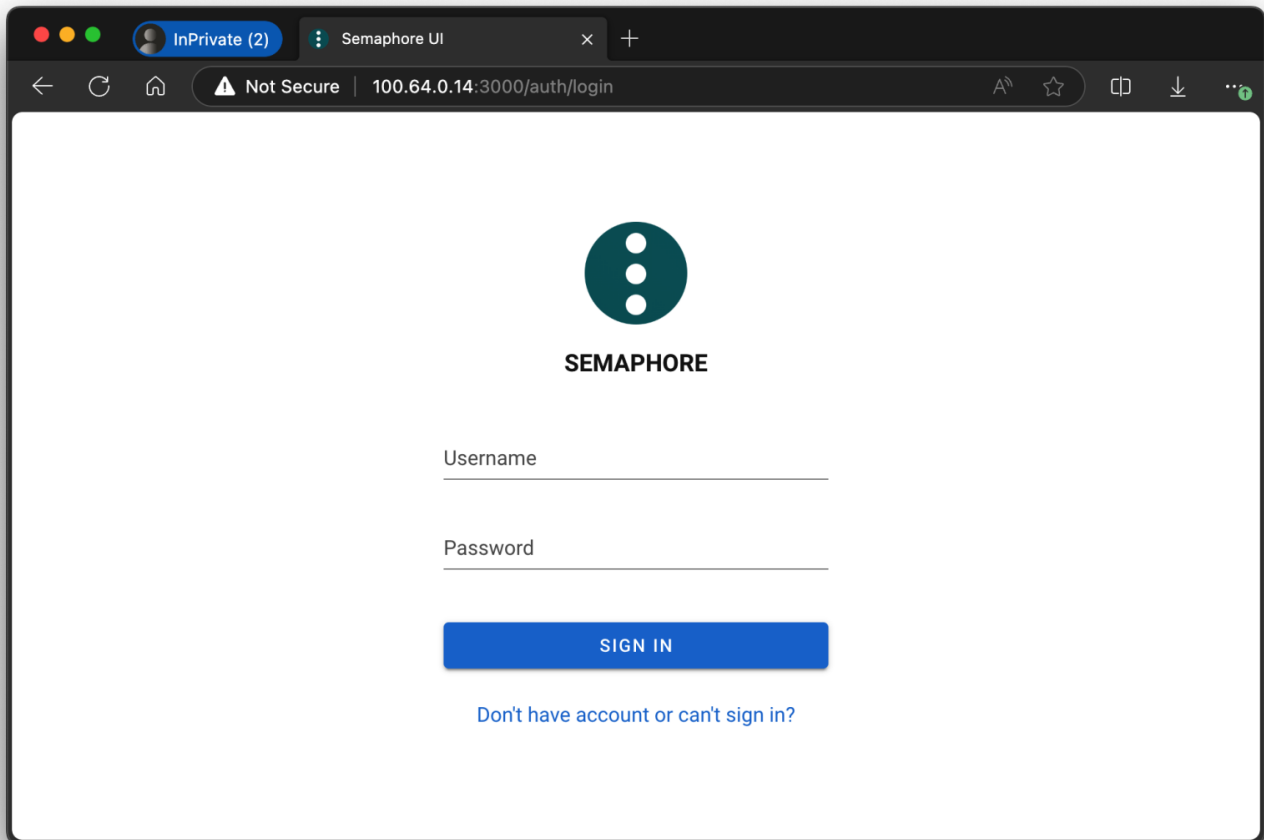 InPrivate (2)
Semaphore UI
Not Secure
100.64.0.14:3000/auth/login
SEMAPHORE
Username
Password
SIGN IN
Don't have account or can't sign in?